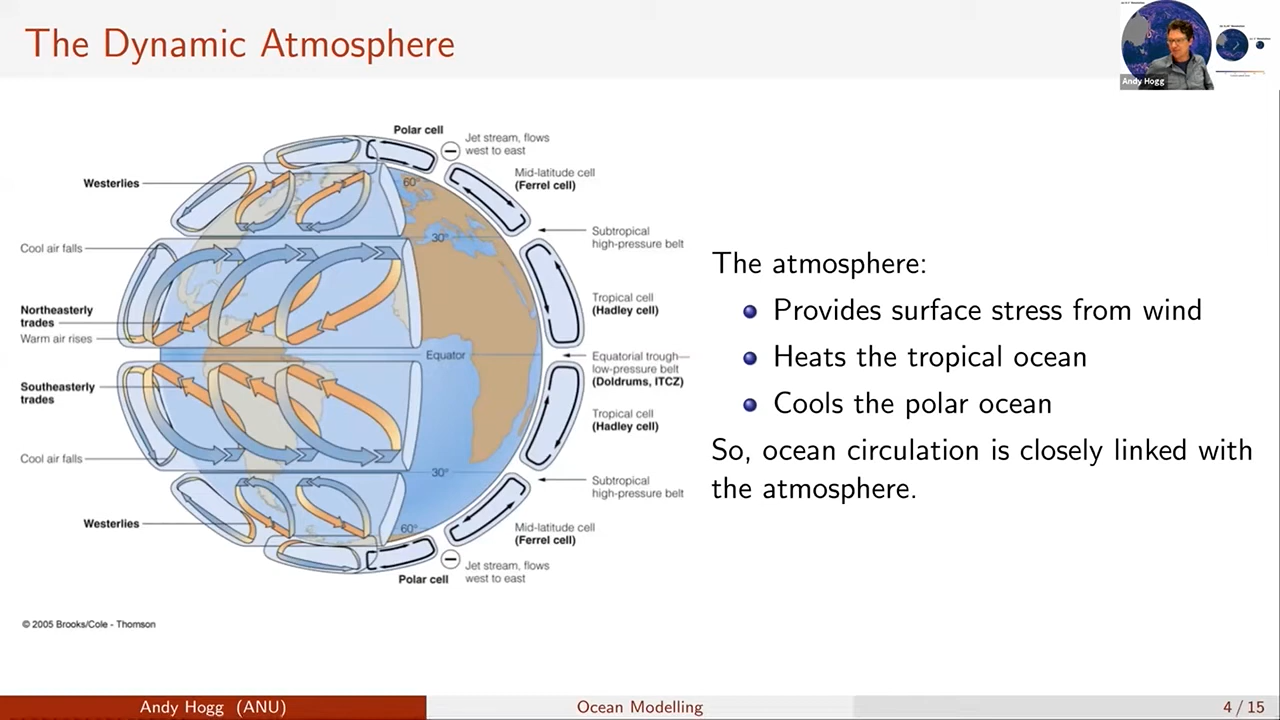 The Dynamic Atmosphere
Andy Hogg
Polar cell
Jet stream, flows
west to east
Mid-latitude cell
(Ferrel cell)
Westerlies
60°
Subtropical
high-pressure belt
30°
Cool air falls
Tropical cell
(Hadley cell)
Northeasterly
trades
Warm air rises
Equator
Equatorial trough—
low-pressure belt
(Doldrums, ITCZ)
Southeasterly
trades
Tropical cell
(Hadley cell)
Cool air falls
30°
Subtropical
high-pressure belt
Westerlies
60°
Mid-latitude cell
(Ferrel cell)
Jet stream, flows
west to east
Polar cell
© 2005 Brooks/Cole - Thomson
The atmosphere:
Provides surface stress from wind
Heats the tropical ocean
Cools the polar ocean
So, ocean circulation is closely linked with
the atmosphere.
Andy Hogg (ANU)
Ocean Modelling
4 / 15